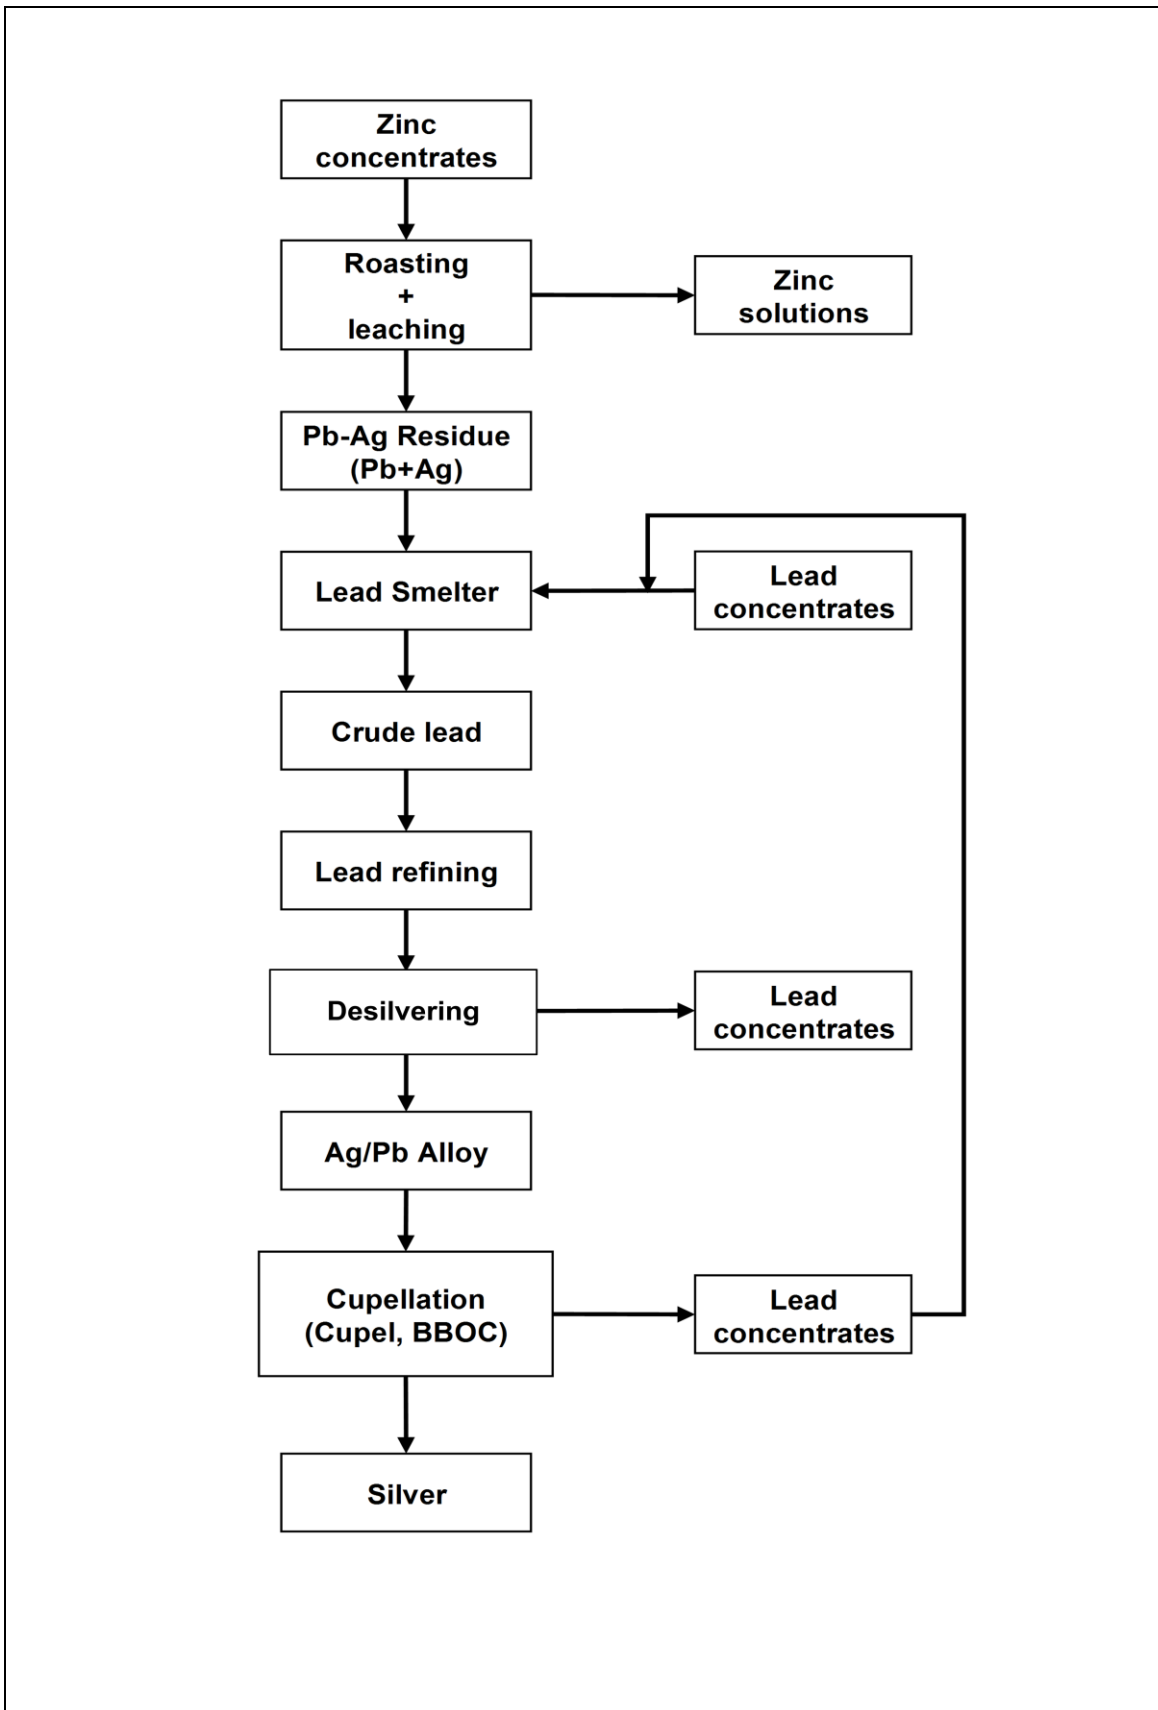 Zinc
concentrates
Roasting
+
leaching
Zinc
solutions
Pb-Ag Residue
(Pb+Ag)
Lead Smelter
Lead
concentrates
Crude lead
Lead refining
Desilvering
Lead
concentrates
Ag/Pb Alloy
Cupellation
(Cupel, BBOC)
Lead
concentrates
Silver